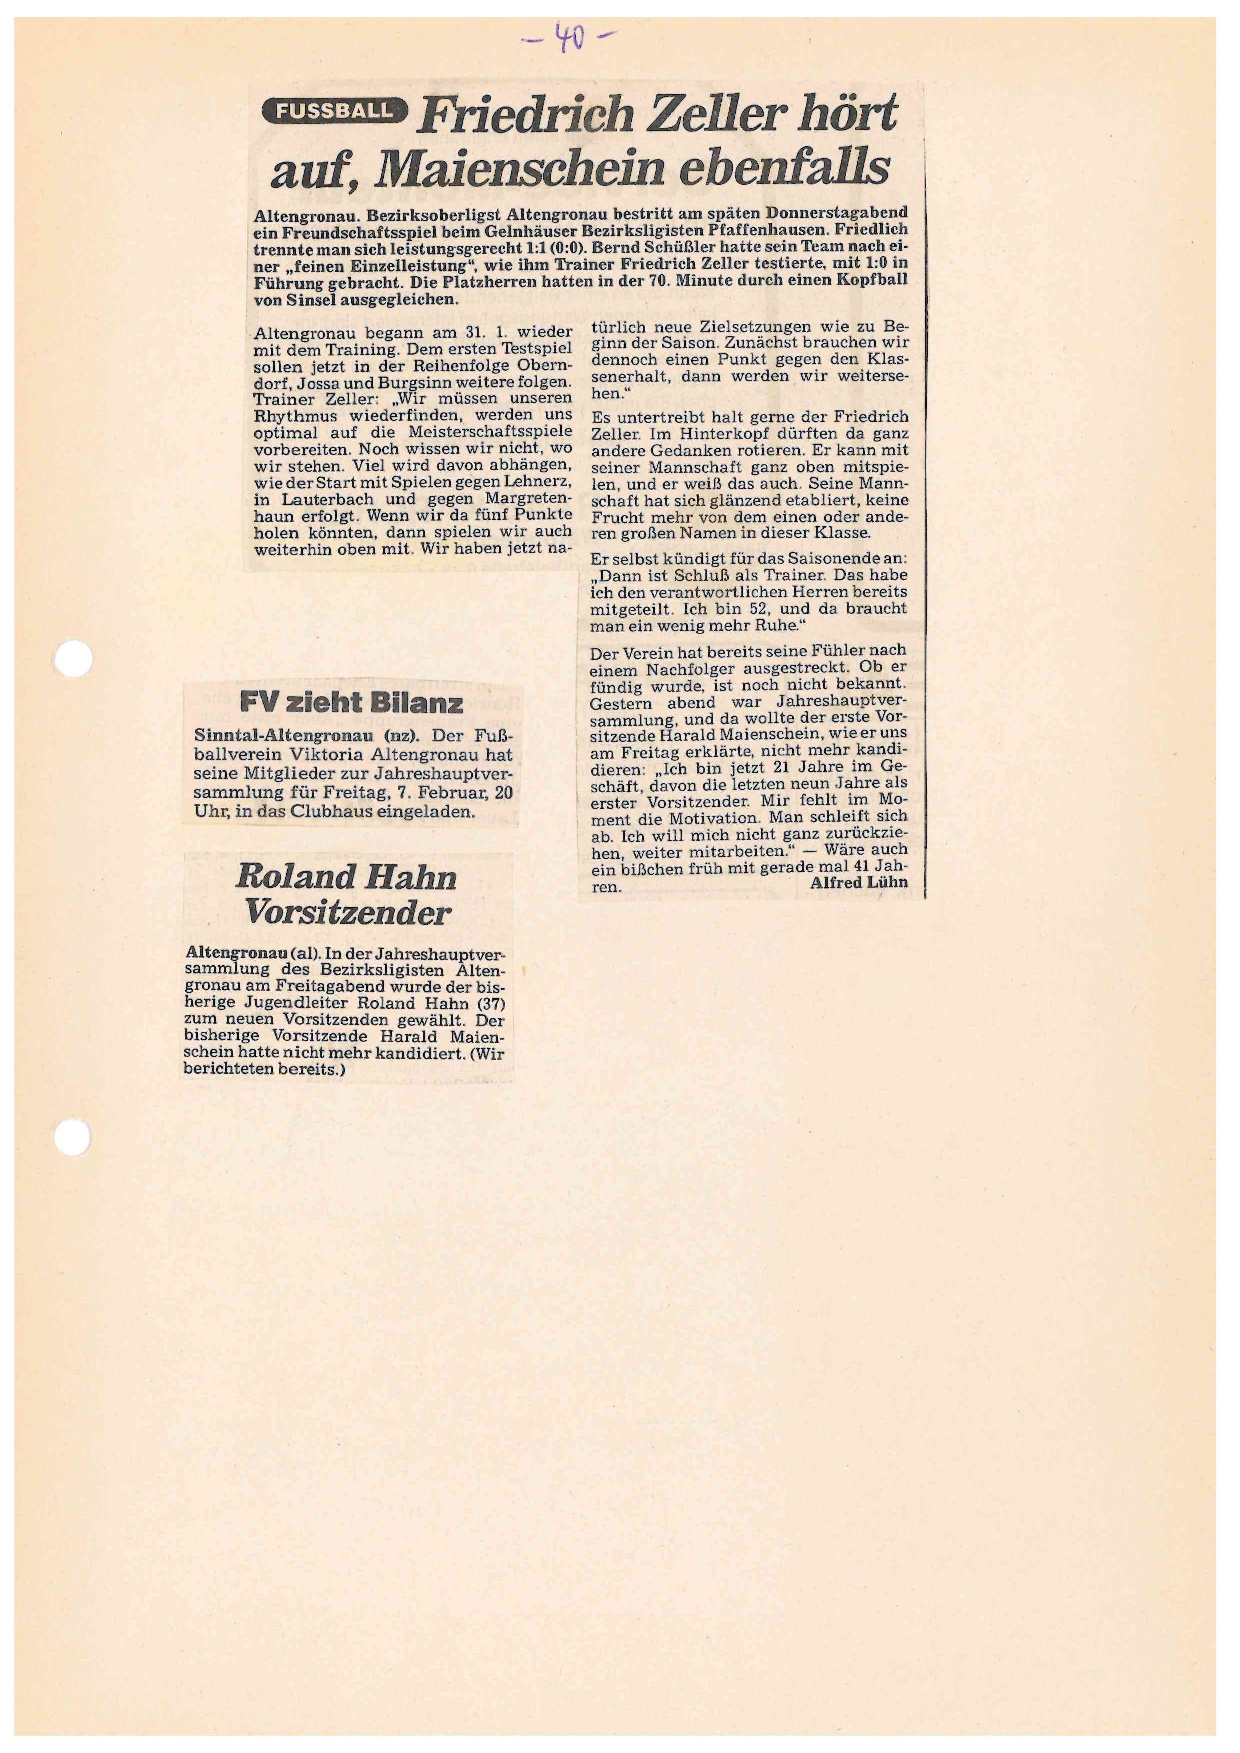 – 40 –
FUSSBALL Friedrich Zeller hört
auf, Maienschein ebenfalls
Altengronau. Bezirksoberligist Altengronau bestritt am späten Donnerstagabend
ein Freundschaftsspiel beim Gelnhäuser Bezirksligisten Pfaffenhausen. Friedlich
trennte man sich leistungsgerecht 1:1 (0:0). Bernd Schüßler hatte sein Team nach ei-
ner „feinen Einzelleistung“, wie ihm Trainer Friedrich Zeller testierte, mit 1:0 in
Führung gebracht. Die Platzherren hatten in der 70. Minute durch einen Kopfball
von Sinsel ausgegleichen.
Altengronau begann am 31. 1. wieder
mit dem Training. Dem ersten Testspiel
sollen jetzt in der Reihenfolge Obern-
dorf, Jossa und Burgsinn weitere folgen.
Trainer Zeller: „Wir müssen unseren
Rhythmus wiederfinden, werden uns
optimal auf die Meisterschaftsspiele
vorbereiten. Noch wissen wir nicht, wo
wir stehen. Viel wird davon abhängen,
wie der Start mit Spielen gegen Lehnerz,
in Lauterbach und gegen Margreten-
haun erfolgt. Wenn wir da fünf Punkte
holen könnten, dann spielen wir auch
weiterhin oben mit. Wir haben jetzt na-
türlich neue Zielsetzungen wie zu Be-
ginn der Saison. Zunächst brauchen wir
dennoch einen Punkt gegen den Klas-
senerhalt, dann werden wir weiterse-
hen.“
Es untertreibt halt gerne der Friedrich
Zeller. Im Hinterkopf dürften da ganz
andere Gedanken rotieren. Er kann mit
seiner Mannschaft ganz oben mitspie-
len, und er weiß das auch. Seine Mann-
schaft hat sich glänzend etabliert, keine
Frucht mehr von dem einen oder ande-
ren großen Namen in dieser Klasse.
Er selbst kündigt für das Saisonende an:
„Dann ist Schluß als Trainer. Das habe
ich den verantwortlichen Herren bereits
mitgeteilt. Ich bin 52, und da braucht
man ein wenig mehr Ruhe.“
Der Verein hat bereits seine Fühler nach
einem Nachfolger ausgestreckt. Ob er
fündig wurde, ist noch nicht bekannt.
Gestern abend war Jahreshauptver-
sammlung, und da wollte der erste Vor-
sitzende Harald Maienschein, wie er uns
am Freitag erklärte, nicht mehr kandi-
dieren: „Ich bin jetzt 21 Jahre im Ge-
schäft, davon die letzten neun Jahre als
erster Vorsitzender. Mir fehlt im Mo-
ment die Motivation. Man schleift sich
ab. Ich will mich nicht ganz zurückzie-
hen, weiter mitarbeiten.“ — Wäre auch
ein bißchen früh mit gerade mal 41 Jah-
ren. Alfred Lühn
FV zieht Bilanz
Sinntal-Altengronau (nz). Der Fuß-
ballverein Viktoria Altengronau hat
seine Mitglieder zur Jahreshauptver-
sammlung für Freitag, 7. Februar, 20
Uhr, in das Clubhaus eingeladen.
Roland Hahn
Vorsitzender
Altengronau (al). In der Jahreshauptver-
sammlung des Bezirksligisten Alten-
gronau am Freitagabend wurde der bis-
herige Jugendleiter Roland Hahn (37)
zum neuen Vorsitzenden gewählt. Der
bisherige Vorsitzende Harald Maien-
schein hatte nicht mehr kandidiert. (Wir
berichteten bereits.)